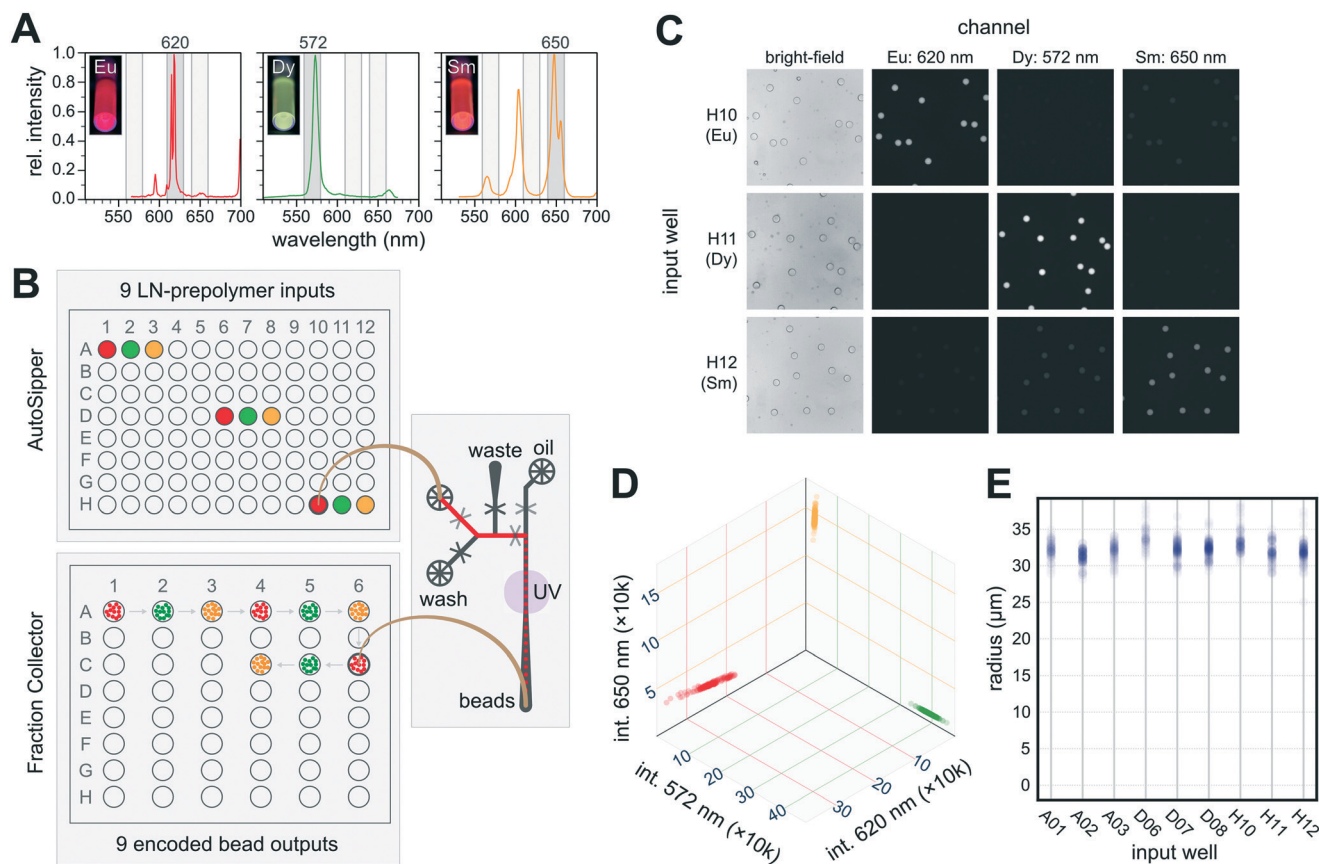 A
620
572
650
Eu
Dy
Sm
rel. intensity
1.0
0.8
0.6
0.4
0.2
0.0
550 600 650 700
550 600 650 700
550 600 650 700
wavelength (nm)
B
9 LN-prepolymer inputs
AutoSipper
1 2 3 4 5 6 7 8 9 10 11 12
A
B
C
D
E
F
G
H
waste
oil
wash
UV
beads
Fraction Collector
1 2 3 4 5 6
A
B
C
D
E
F
G
H
9 encoded bead outputs
C
channel
bright-field
Eu: 620 nm
Dy: 572 nm
Sm: 650 nm
input well
H10
(Eu)
H11
(Dy)
H12
(Sm)
D
int. 650 nm (×10k)
15
10
5
10
20
30
40
int. 572 nm (×10k)
10
20
30
int. 620 nm (×10k)
E
radius (μm)
35
30
25
20
15
10
5
0
A01 A02 A03 D06 D07 D08 H10 H11 H12
input well